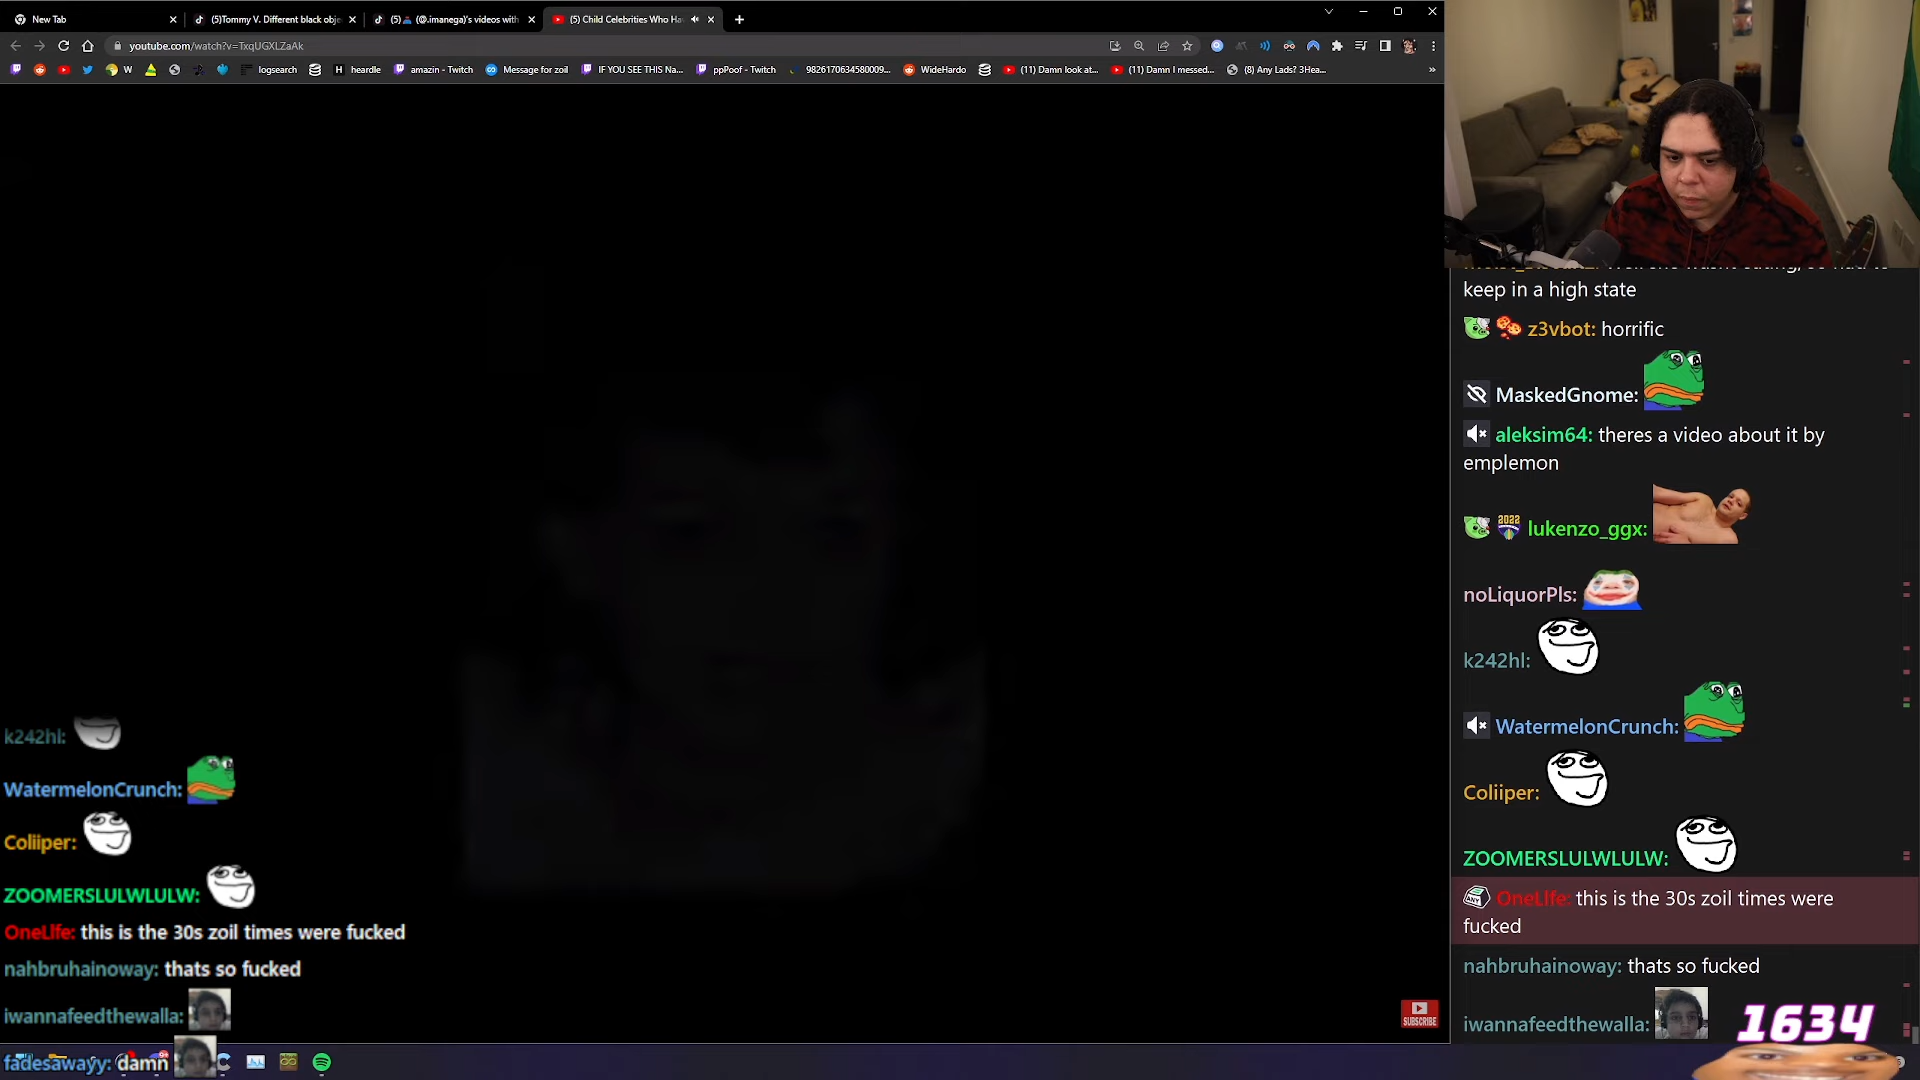 New Tab
(5)Tommy V. Different black obje
(5) (@.imanega)'s videos with
(5) Child Celebrities Who Ha
youtube.com/watch?v=TxqUGXLZaAk
W
logsearch
H heardle
amazin - Twitch
Message for zoil
IF YOU SEE THIS Na...
ppPoof - Twitch
9826170634580009...
WideHardo
(11) Damn look at...
(11) Damn I messed...
(8) Any Lads? 3Hea...
keep in a high state
z3vbot: horrific
MaskedGnome:
aleksim64: theres a video about it by
emplemon
2022
lukenzo_ggx:
noLiquorPls:
k242hl:
WatermelonCrunch:
Coliiper:
ZOOMERSLULWLULW:
OneLlfe: this is the 30s zoil times were
fucked
nahbruhainoway: thats so fucked
iwannafeedthewalla:
1634
SUBSCRIBE
k242hl:
WatermelonCrunch:
Coliiper:
ZOOMERSLULWLULW:
OneLlfe: this is the 30s zoil times were fucked
nahbruhainoway: thats so fucked
iwannafeedthewalla:
fadesawayy: damn